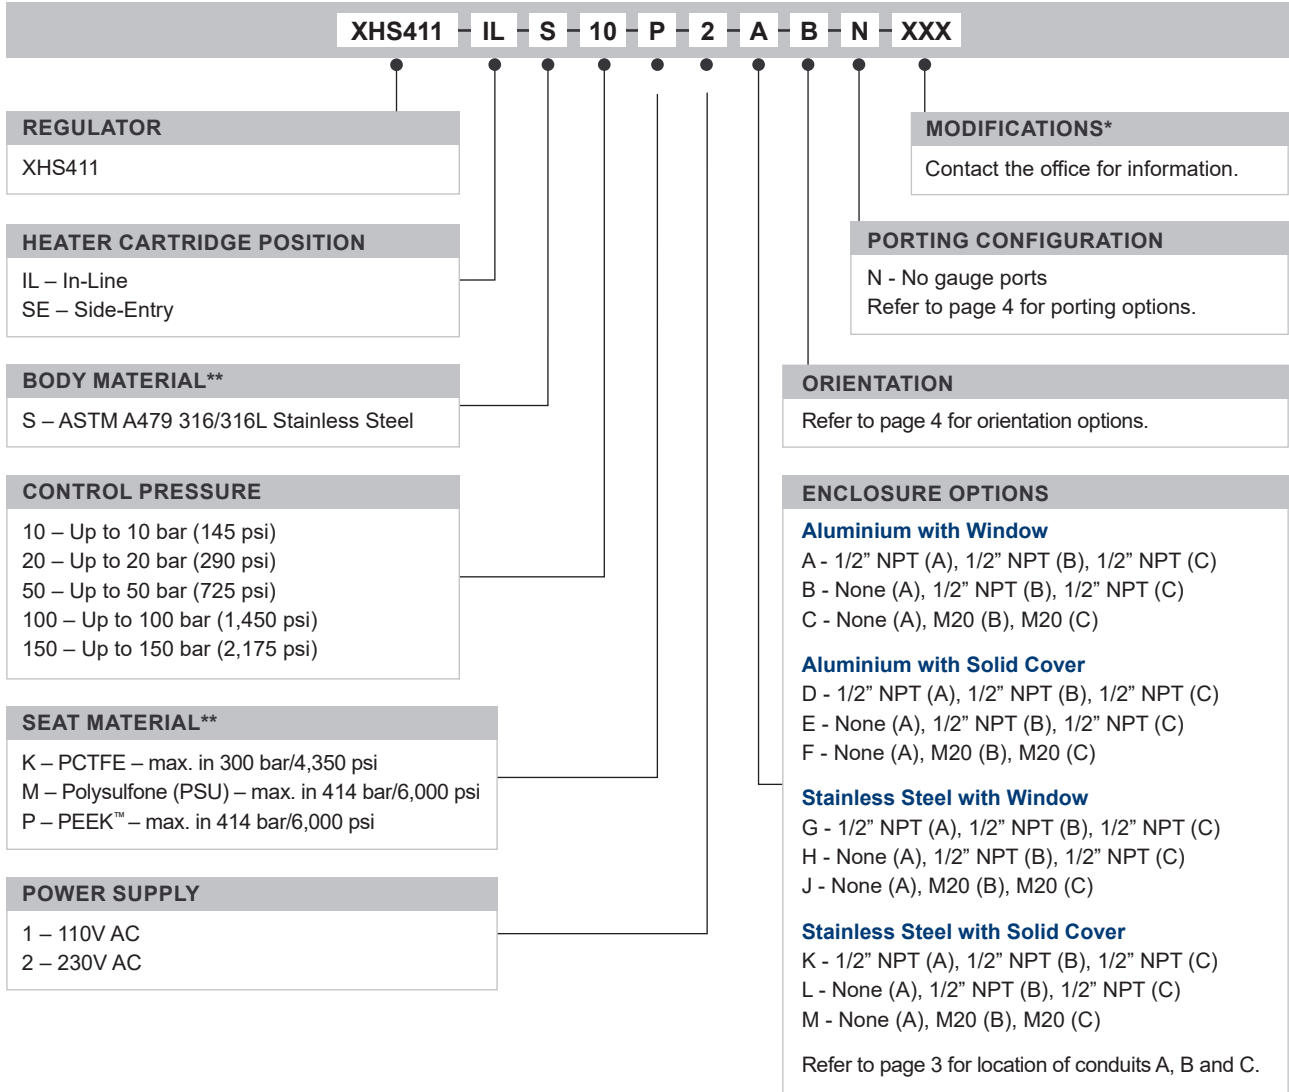 XHS411 IL S 10 P 2 A B N XXX
REGULATOR
XHS411
HEATER CARTRIDGE POSITION
IL – In-Line
SE – Side-Entry
BODY MATERIAL**
S – ASTM A479 316/316L Stainless Steel
CONTROL PRESSURE
10 – Up to 10 bar (145 psi)
20 – Up to 20 bar (290 psi)
50 – Up to 50 bar (725 psi)
100 – Up to 100 bar (1,450 psi)
150 – Up to 150 bar (2,175 psi)
SEAT MATERIAL**
K – PCTFE – max. in 300 bar/4,350 psi
M – Polysulfone (PSU) – max. in 414 bar/6,000 psi
P – PEEK™ – max. in 414 bar/6,000 psi
POWER SUPPLY
1 – 110V AC
2 – 230V AC
MODIFICATIONS*
Contact the office for information.
PORTING CONFIGURATION
N - No gauge ports
Refer to page 4 for porting options.
ORIENTATION
Refer to page 4 for orientation options.
ENCLOSURE OPTIONS
Aluminium with Window
A - 1/2” NPT (A), 1/2” NPT (B), 1/2” NPT (C)
B - None (A), 1/2” NPT (B), 1/2” NPT (C)
C - None (A), M20 (B), M20 (C)
Aluminium with Solid Cover
D - 1/2” NPT (A), 1/2” NPT (B), 1/2” NPT (C)
E - None (A), 1/2” NPT (B), 1/2” NPT (C)
F - None (A), M20 (B), M20 (C)
Stainless Steel with Window
G - 1/2” NPT (A), 1/2” NPT (B), 1/2” NPT (C)
H - None (A), 1/2” NPT (B), 1/2” NPT (C)
J - None (A), M20 (B), M20 (C)
Stainless Steel with Solid Cover
K - 1/2” NPT (A), 1/2” NPT (B), 1/2” NPT (C)
L - None (A), 1/2” NPT (B), 1/2” NPT (C)
M - None (A), M20 (B), M20 (C)
Refer to page 3 for location of conduits A, B and C.